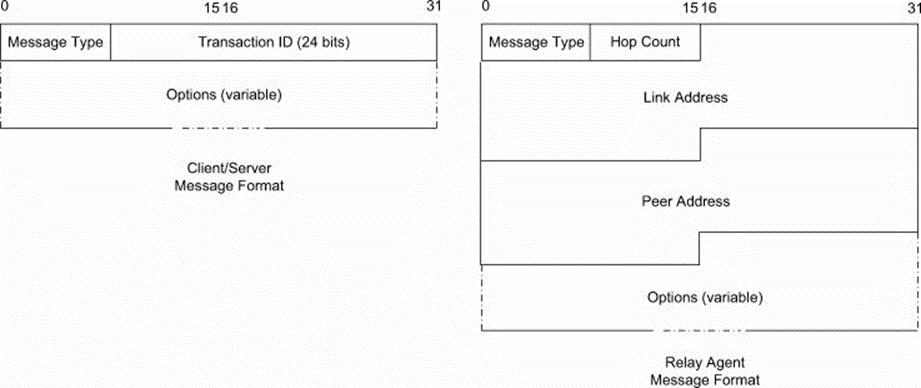 0 15 16 31
Message Type Transaction ID (24 bits)
Options (variable)
Client/Server
Message Format
0 15 16 31
Message Type Hop Count
Link Address
Peer Address
Options (variable)
Relay Agent
Message Format